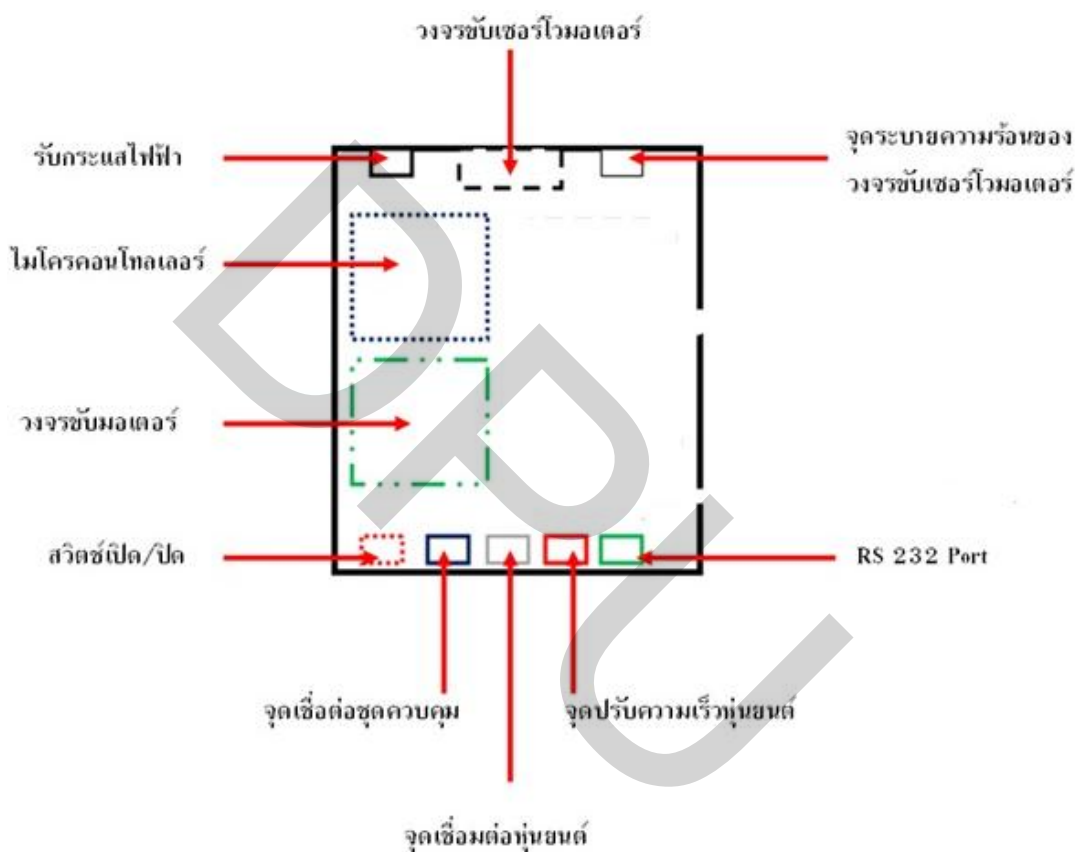 วงจรขับเซอร์โวมอเตอร์
รับกระแสไฟฟ้า
จุดระบายความร้อนของ
วงจรขับเซอร์โวมอเตอร์
ไมโครคอนโทลเลอร์
วงจรขับมอเตอร์
สวิตช์เปิด/ปิด
RS 232 Port
จุดเชื่อต่อชุดควบคุม
จุดปรับความเร็วหุ่นยนต์
จุดเชื่อมต่อหุ่นยนต์
DPU